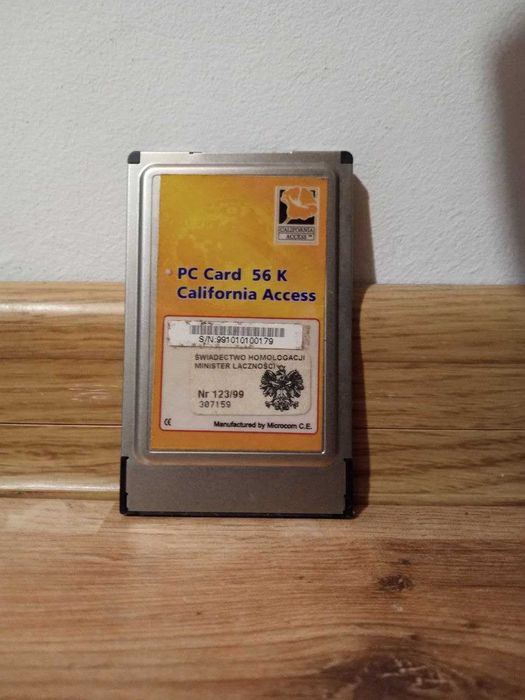 CALIFORNIA
ACCESS™
PC Card 56 K
California Access
S/N:991010100179
ŚWIADECTWO HOMOLOGACJI
MINISTER ŁĄCZNOŚCI
Nr 123/99
307159
CE
Manufactured by Microcom C.E.